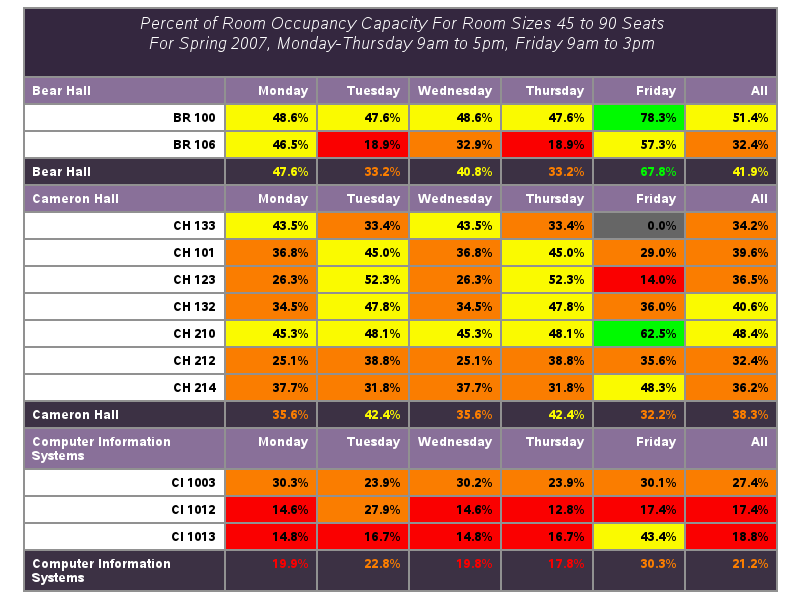 Percent of Room Occupancy Capacity For Room Sizes 45 to 90 Seats
For Spring 2007, Monday-Thursday 9am to 5pm, Friday 9am to 3pm
Bear Hall Monday Tuesday Wednesday Thursday Friday All
BR 100 48.6% 47.6% 48.6% 47.6% 78.3% 51.4%
BR 106 46.5% 18.9% 32.9% 18.9% 57.3% 32.4%
Bear Hall 47.6% 33.2% 40.8% 33.2% 67.8% 41.9%
Cameron Hall Monday Tuesday Wednesday Thursday Friday All
CH 133 43.5% 33.4% 43.5% 33.4% 0.0% 34.2%
CH 101 36.8% 45.0% 36.8% 45.0% 29.0% 39.6%
CH 123 26.3% 52.3% 26.3% 52.3% 14.0% 36.5%
CH 132 34.5% 47.8% 34.5% 47.8% 36.0% 40.6%
CH 210 45.3% 48.1% 45.3% 48.1% 62.5% 48.4%
CH 212 25.1% 38.8% 25.1% 38.8% 35.6% 32.4%
CH 214 37.7% 31.8% 37.7% 31.8% 48.3% 36.2%
Cameron Hall 35.6% 42.4% 35.6% 42.4% 32.2% 38.3%
Computer Information Monday Tuesday Wednesday Thursday Friday All
Systems
CI 1003 30.3% 23.9% 30.2% 23.9% 30.1% 27.4%
CI 1012 14.6% 27.9% 14.6% 12.8% 17.4% 17.4%
CI 1013 14.8% 16.7% 14.8% 16.7% 43.4% 18.8%
Computer Information 19.9% 22.8% 19.8% 17.8% 30.3% 21.2%
Systems